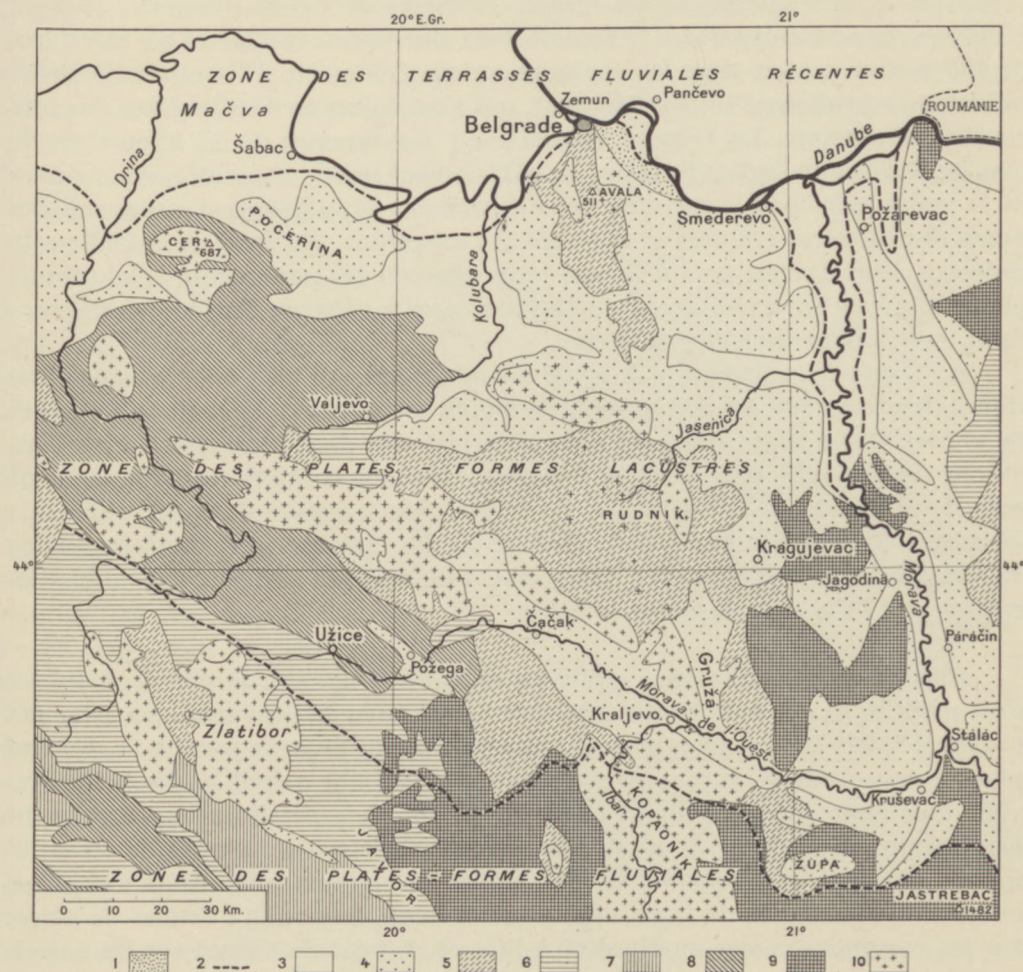 20° E.Gr.
21°
ZONE DES TERRASSES FLUVIALES RÉCENTES
Mačva
Zemun
Pančevo
ROUMANIE
Belgrade
Šabac
Danube
Drina
AVALA
511
Smederevo
Požarevac
POCERINA
CER
687
Kolubara
Valjevo
Jasenica
ZONE DES PLATES-FORMES LACUSTRES
RUDNIK
Kragujevac
44°
44°
Jagodina
Morava
Čačak
Užice
Požega
Paraćin
Gruža
Morava de l'Ouest
Kraljevo
Zlatibor
Stalać
Ibar
KOPAONIK
Kruševac
JAVOR
ŽUPA
ZONE DES PLATES-FORMES FLUVIALES
JASTREBAC
1482
0 10 20 30 Km.
20°
21°
1 2 3 4 5 6 7 8 9 10